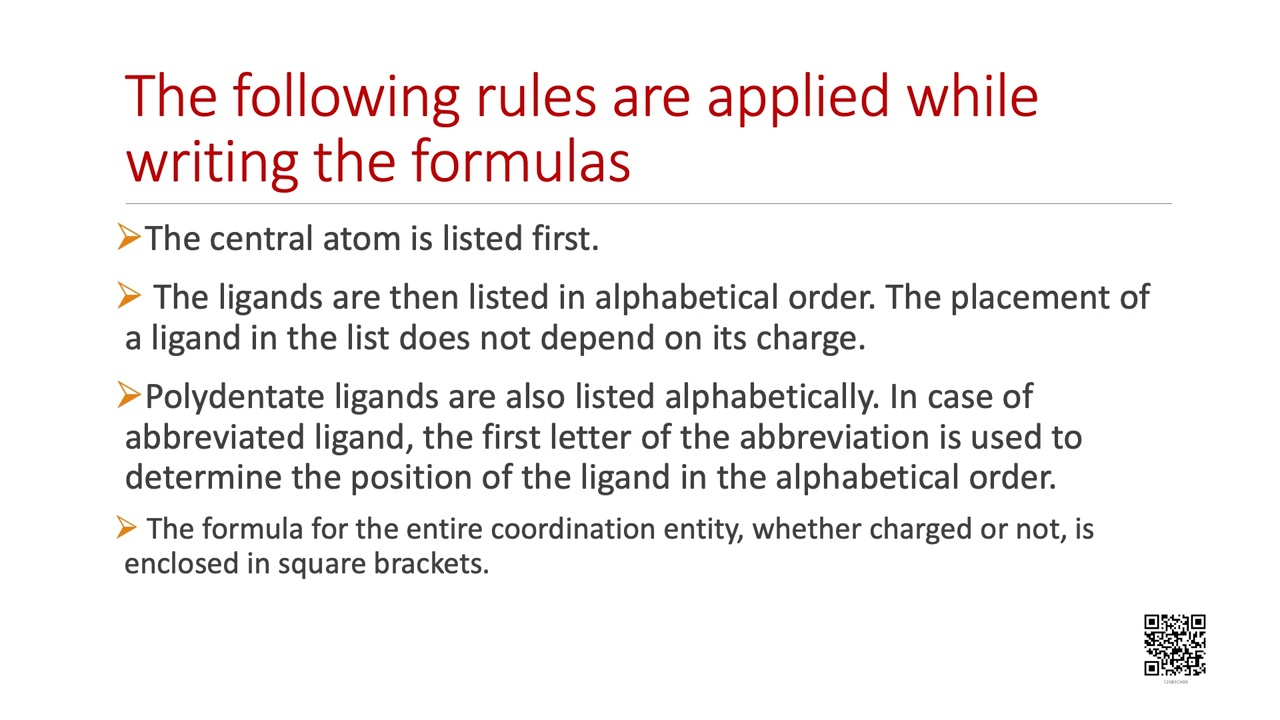 The following rules are applied while
writing the formulas
➢The central atom is listed first.
➢ The ligands are then listed in alphabetical order. The placement of
a ligand in the list does not depend on its charge.
➢Polydentate ligands are also listed alphabetically. In case of
abbreviated ligand, the first letter of the abbreviation is used to
determine the position of the ligand in the alphabetical order.
➢ The formula for the entire coordination entity, whether charged or not, is
enclosed in square brackets.